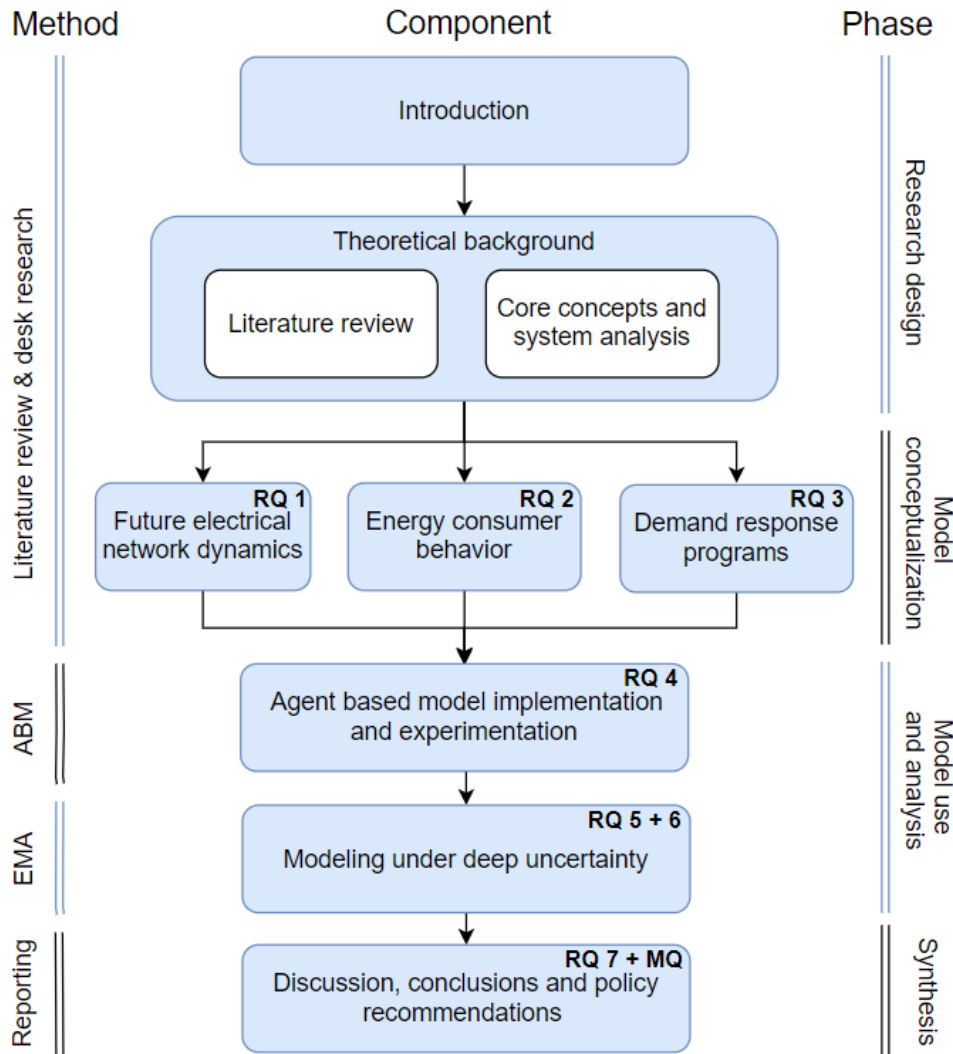 Method
Component
Phase
Introduction
Theoretical background
Literature review
Core concepts and
system analysis
RQ 1
Future electrical
network dynamics
RQ 2
Energy consumer
behavior
RQ 3
Demand response
programs
RQ 4
Agent based model implementation
and experimentation
RQ 5 + 6
Modeling under deep uncertainty
RQ 7 + MQ
Discussion, conclusions and policy
recommendations
Literature review & desk research
ABM
EMA
Reporting
Research design
Model
conceptualization
Model use
and analysis
Synthesis